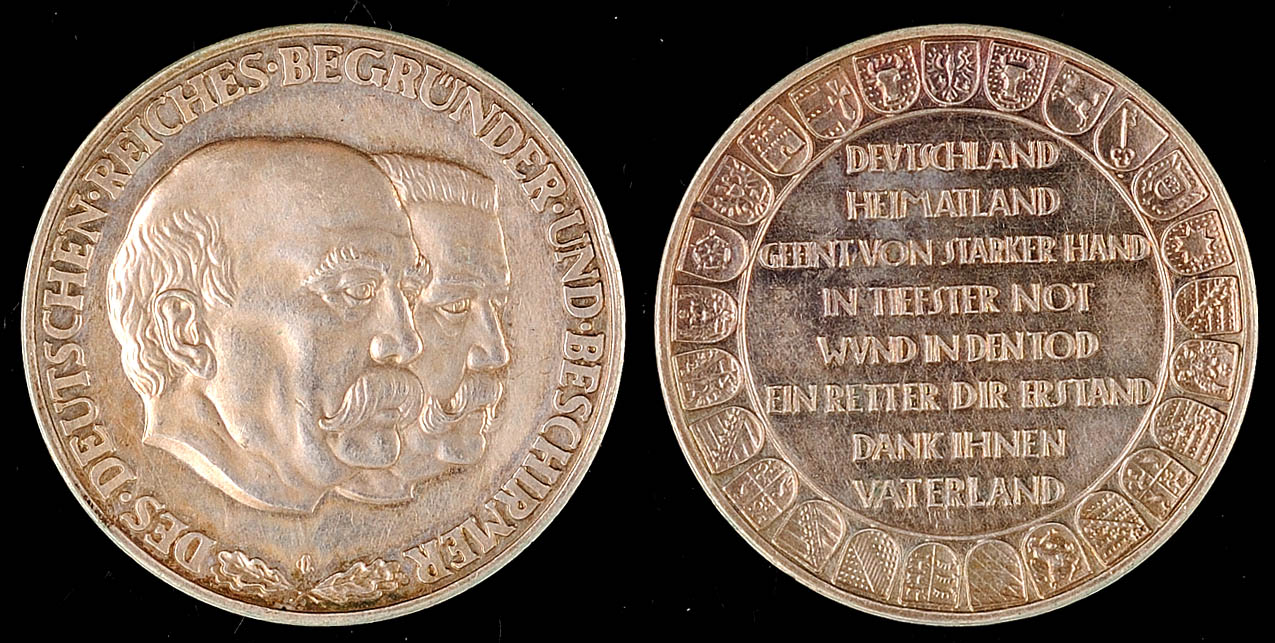 DES·DEUTSCHEN·REICHES·BEGRÜNDER·UND·BESCHIRMER·
DEVTSCHLAND
HEIMATLAND
GEEINT VON STARKER HAND
IN TIEFSTER NOT
WVND IN DEN TOD
EIN RETTER DIR ERSTAND
DANK IHNEN
VATERLAND